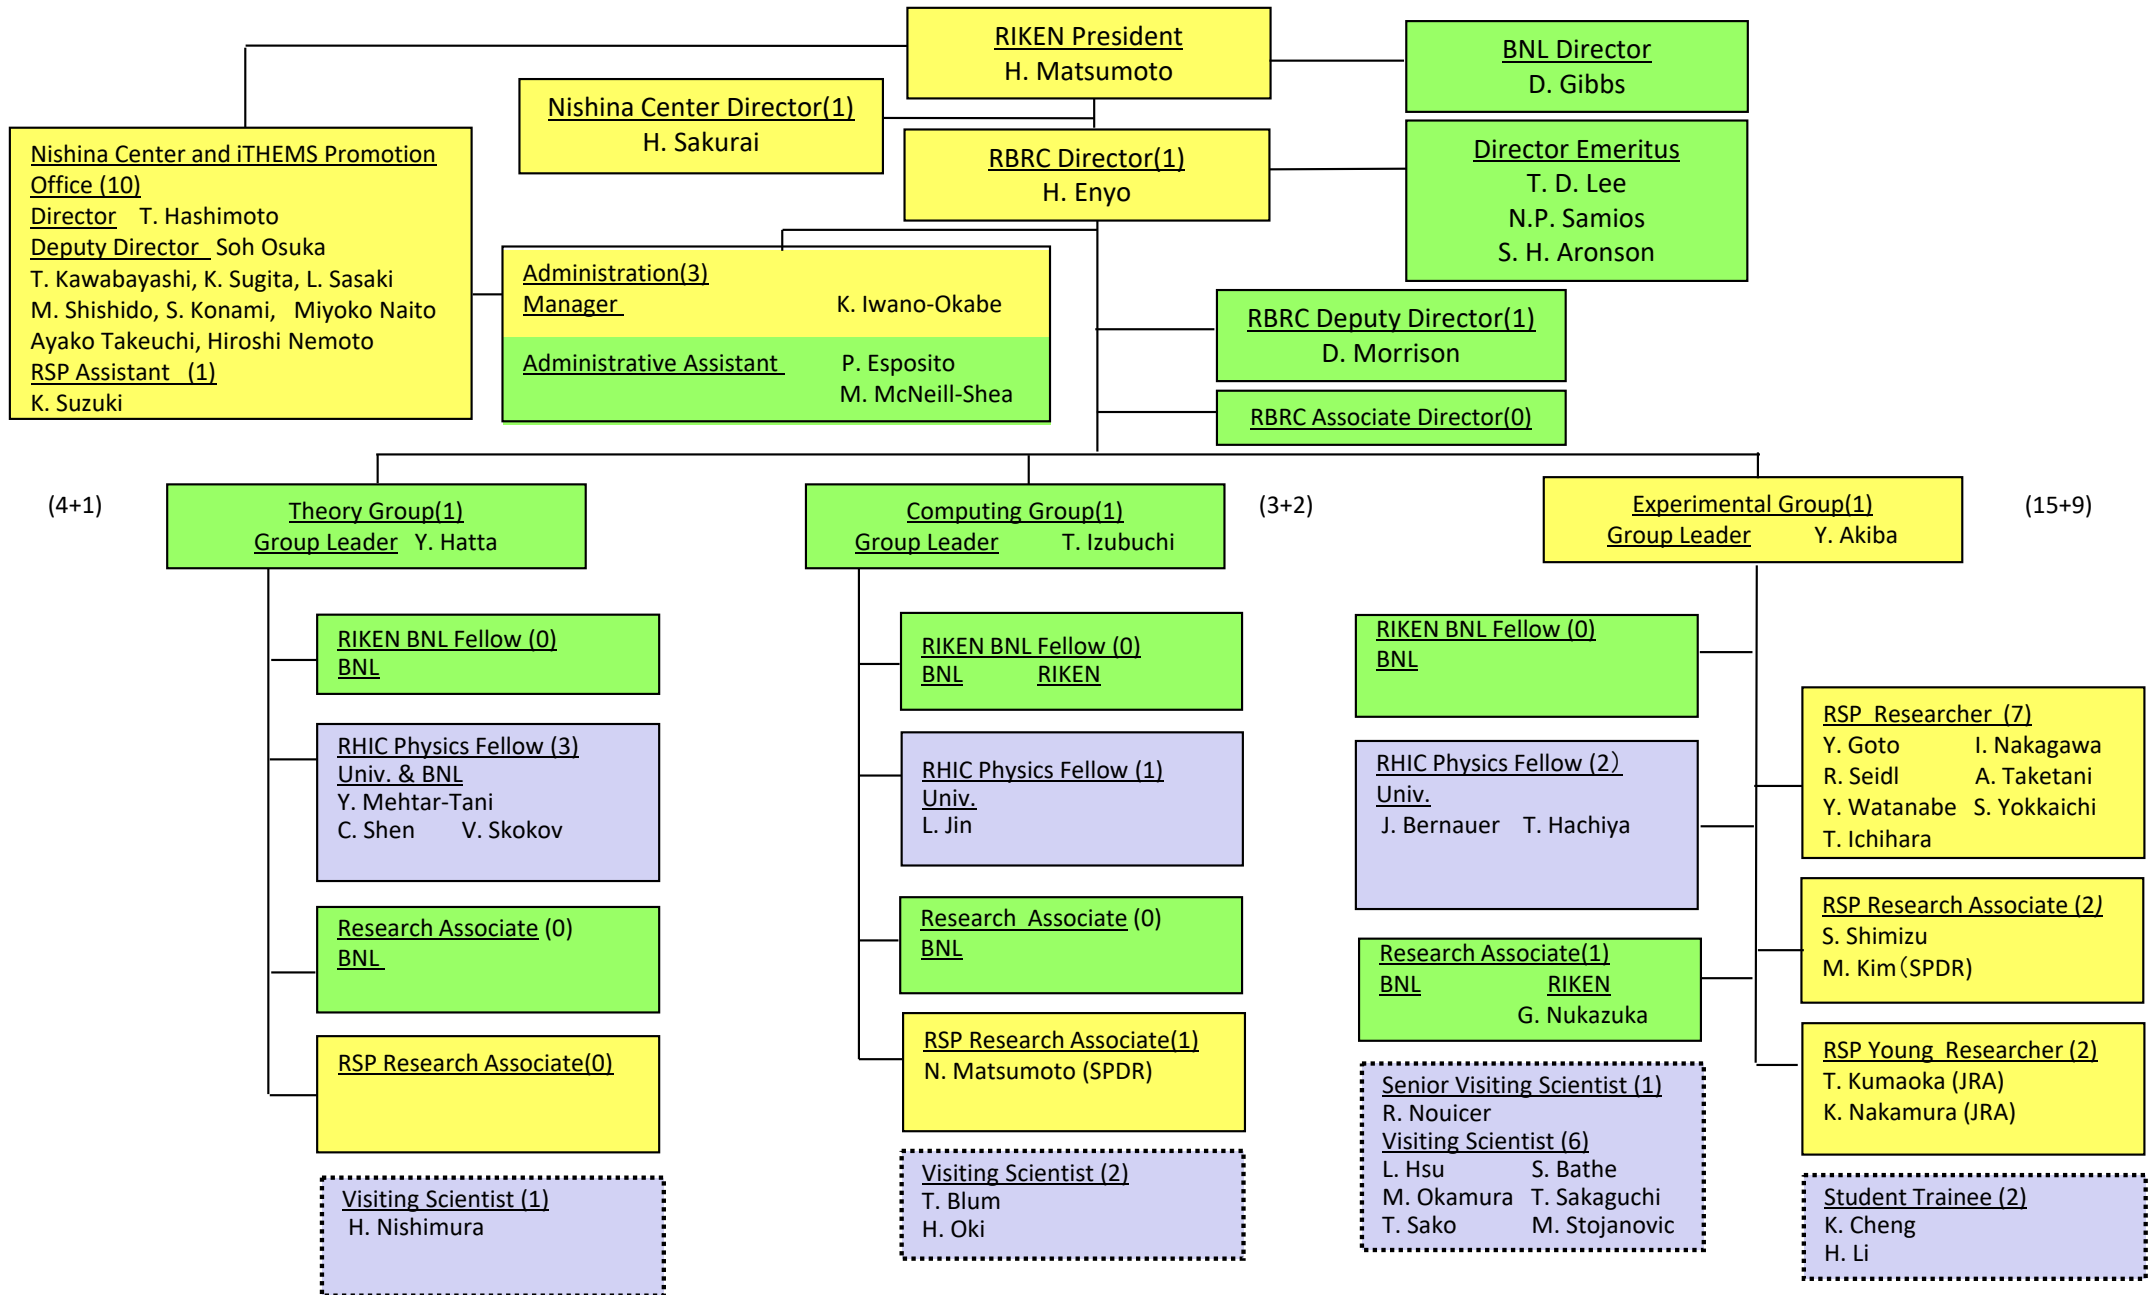 RIKEN President
H. Matsumoto
BNL Director
D. Gibbs
Nishina Center Director(1)
H. Sakurai
RBRC Director(1)
H. Enyo
Director Emeritus
T. D. Lee
N.P. Samios
S. H. Aronson
Nishina Center and iTHEMS Promotion
Office (10)
Director T. Hashimoto
Deputy Director Soh Osuka
T. Kawabayashi, K. Sugita, L. Sasaki
M. Shishido, S. Konami, Miyoko Naito
Ayako Takeuchi, Hiroshi Nemoto
RSP Assistant (1)
K. Suzuki
Administration(3)
Manager K. Iwano-Okabe
Administrative Assistant P. Esposito
M. McNeill-Shea
RBRC Deputy Director(1)
D. Morrison
RBRC Associate Director(0)
(4+1)
Theory Group(1)
Group Leader Y. Hatta
RIKEN BNL Fellow (0)
BNL
RHIC Physics Fellow (3)
Univ. & BNL
Y. Mehtar-Tani
C. Shen V. Skokov
Research Associate (0)
BNL
RSP Research Associate(0)
Visiting Scientist (1)
H. Nishimura
Computing Group(1)
Group Leader T. Izubuchi
(3+2)
RIKEN BNL Fellow (0)
BNL RIKEN
RHIC Physics Fellow (1)
Univ.
L. Jin
Research Associate (0)
BNL
RSP Research Associate(1)
N. Matsumoto (SPDR)
Visiting Scientist (2)
T. Blum
H. Oki
Experimental Group(1)
Group Leader Y. Akiba
(15+9)
RIKEN BNL Fellow (0)
BNL
RHIC Physics Fellow (2）
Univ.
J. Bernauer T. Hachiya
Research Associate(1)
BNL RIKEN
G. Nukazuka
Senior Visiting Scientist (1)
R. Nouicer
Visiting Scientist (6)
L. Hsu S. Bathe
M. Okamura T. Sakaguchi
T. Sako M. Stojanovic
RSP Researcher (7)
Y. Goto I. Nakagawa
R. Seidl A. Taketani
Y. Watanabe S. Yokkaichi
T. Ichihara
RSP Research Associate (2)
S. Shimizu
M. Kim（SPDR)
RSP Young Researcher (2)
T. Kumaoka (JRA)
K. Nakamura (JRA)
Student Trainee (2)
K. Cheng
H. Li